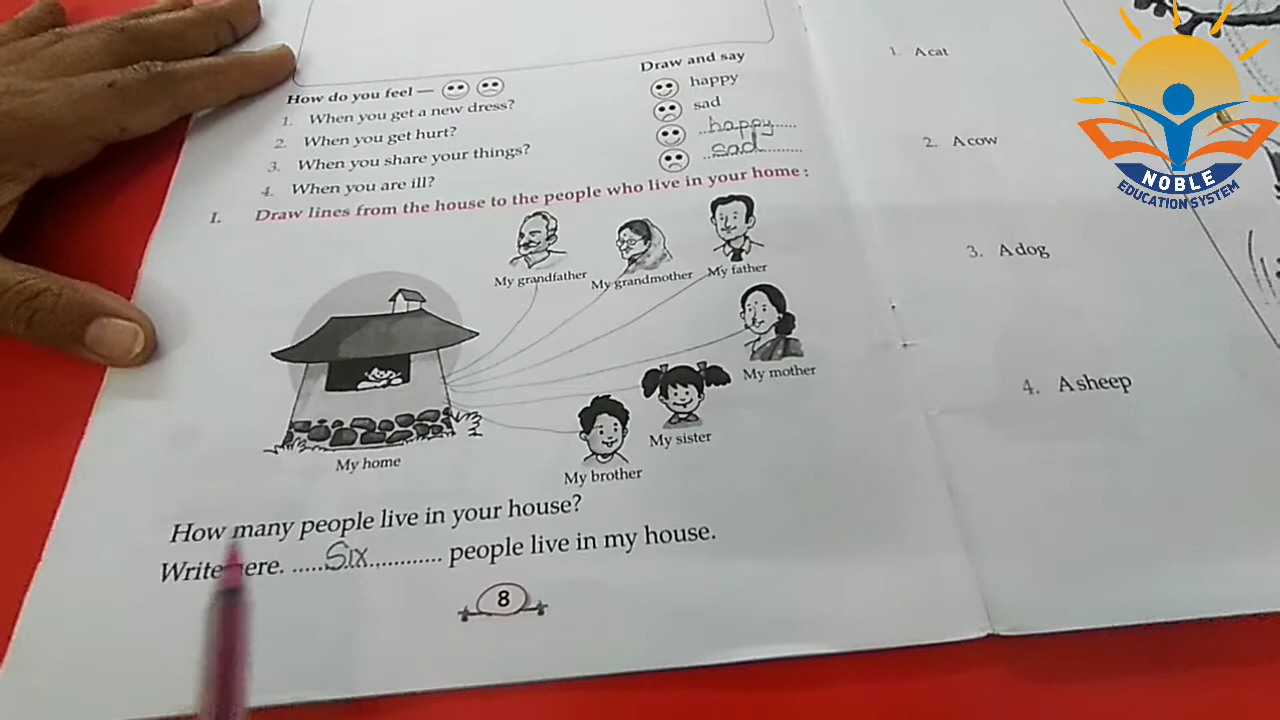 How do you feel —
1. When you get a new dress?
2. When you get hurt?
3. When you share your things?
4. When you are ill?
Draw and say
happy
sad
happy
sad
I. Draw lines from the house to the people who live in your home :
My grandfather
My grandmother
My father
My mother
My sister
My brother
My home
How many people live in your house?
Write here. ......Six............ people live in my house.
8
1. A cat
2. A cow
3. A dog
4. A sheep
NOBLE
EDUCATION SYSTEM